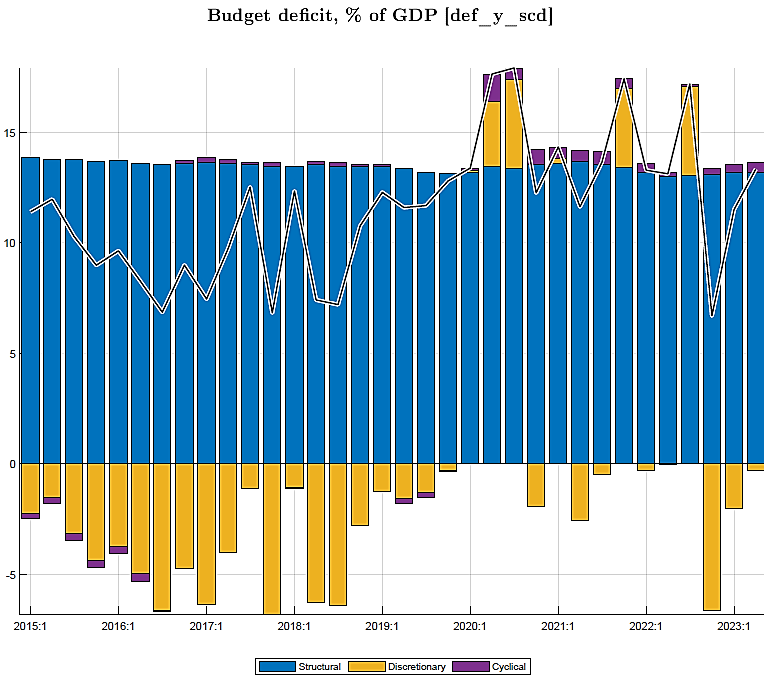 Budget deficit, % of GDP [def_y_scd]
15
10
5
0
-5
2015:1 2016:1 2017:1 2018:1 2019:1 2020:1 2021:1 2022:1 2023:1
Structural Discretionary Cyclical